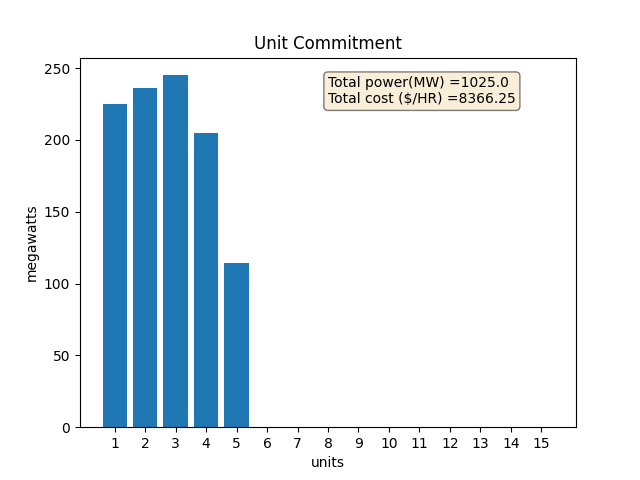 Unit Commitment
Total power(MW) =1025.0
Total cost ($/HR) =8366.25
250
200
150
100
50
0
megawatts
1 2 3 4 5 6 7 8 9 10 11 12 13 14 15
units